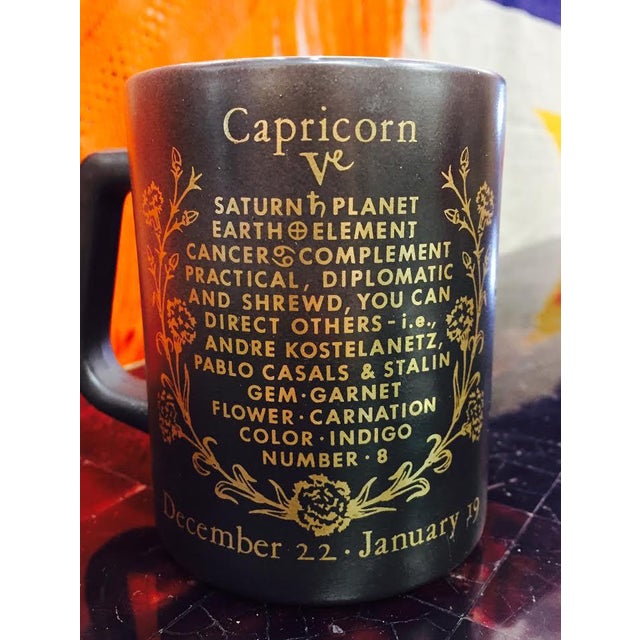 Capricorn
SATURN ♄ PLANET
EARTH ⊕ ELEMENT
CANCER ♋ COMPLEMENT
PRACTICAL, DIPLOMATIC
AND SHREWD, YOU CAN
DIRECT OTHERS - i.e.,
ANDRE KOSTELANETZ,
PABLO CASALS & STALIN
GEM · GARNET
FLOWER · CARNATION
COLOR · INDIGO
NUMBER · 8
December 22 · January 19